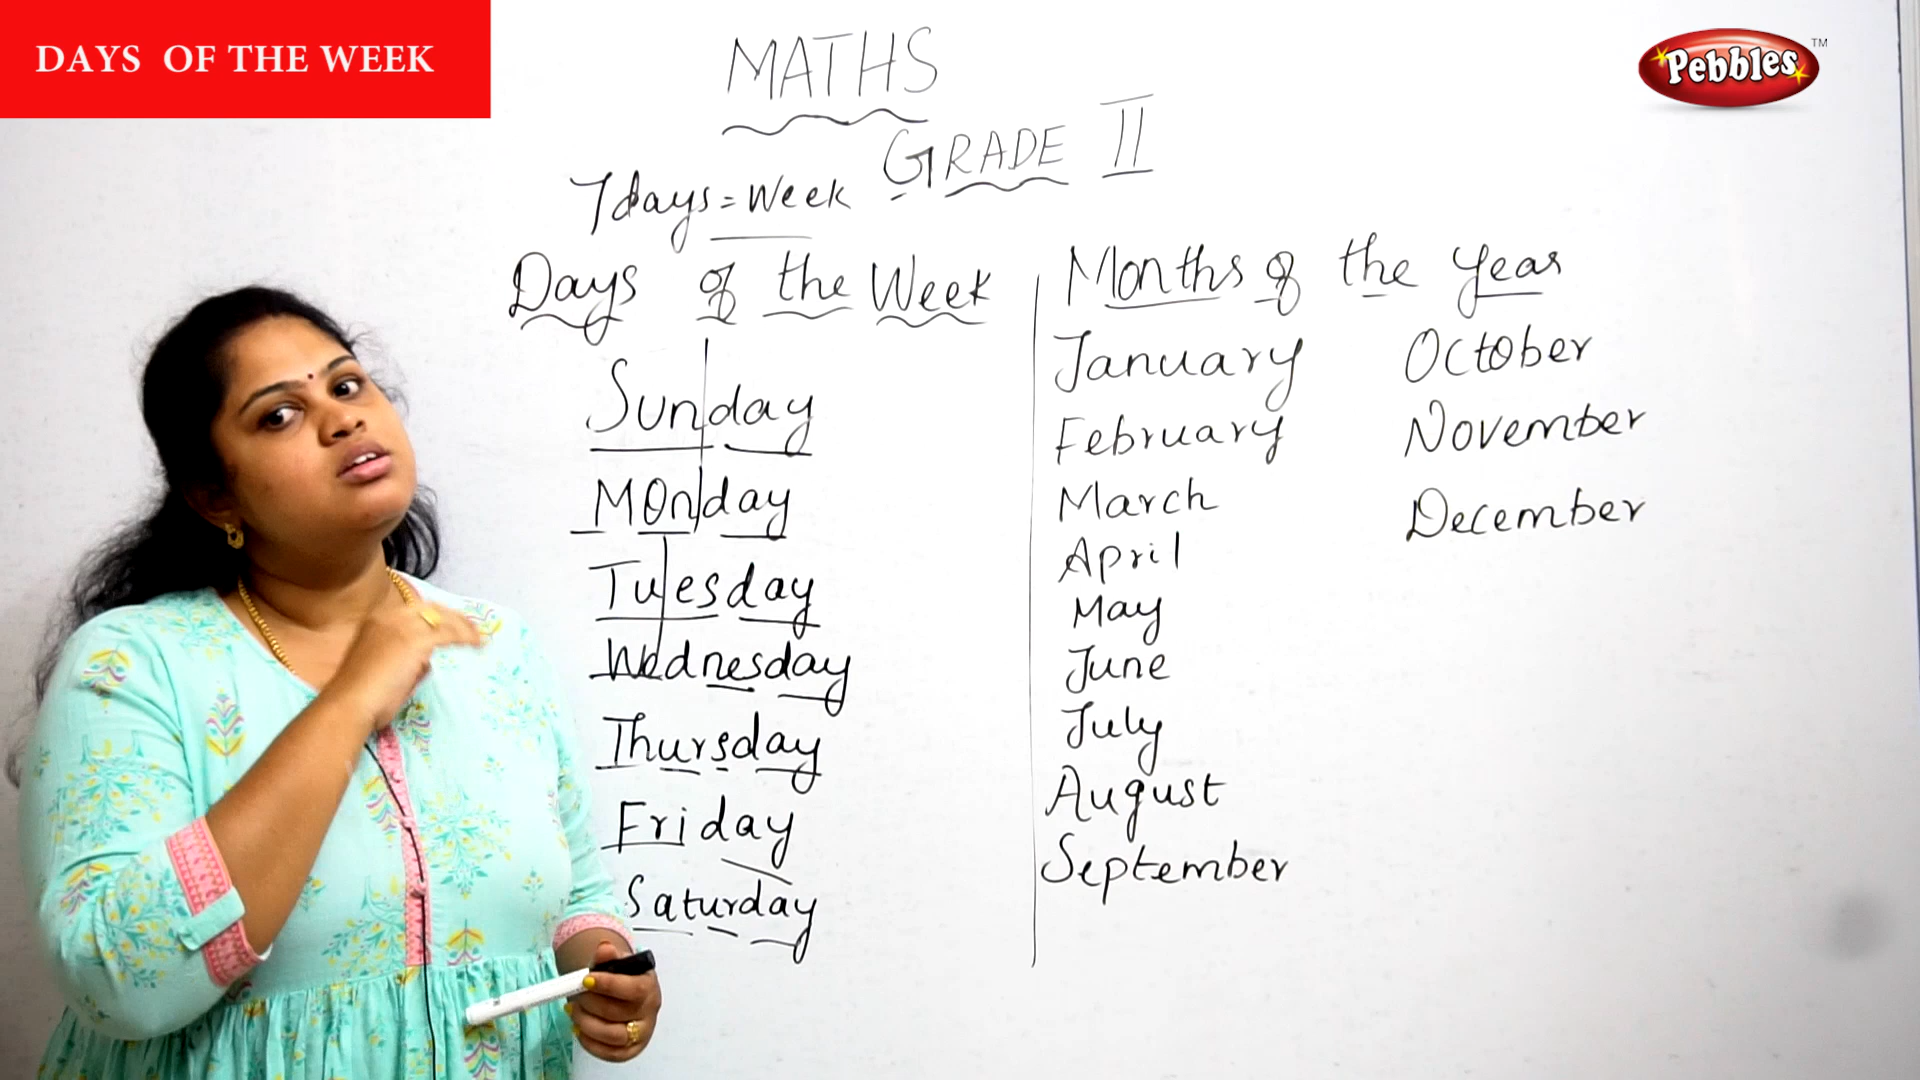 DAYS OF THE WEEK
Pebbles TM
MATHS
GRADE II
7days=Week
Days of the Week
Sunday
Monday
Tuesday
Wednesday
Thursday
Friday
Saturday
Months of the Year
January
February
March
April
May
June
July
August
September
October
November
December